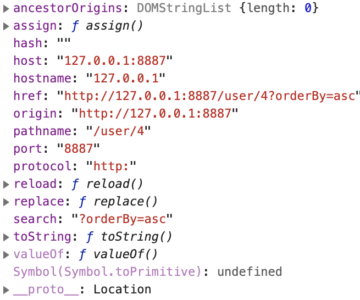 ancestorOrigins: DOMStringList {length: 0}
assign: ƒ assign()
hash: ""
host: "127.0.0.1:8887"
hostname: "127.0.0.1"
href: "http://127.0.0.1:8887/user/4?orderBy=asc"
origin: "http://127.0.0.1:8887"
pathname: "/user/4"
port: "8887"
protocol: "http:"
reload: ƒ reload()
replace: ƒ replace()
search: "?orderBy=asc"
toString: ƒ toString()
valueOf: ƒ valueOf()
Symbol(Symbol.toPrimitive): undefined
__proto__: Location